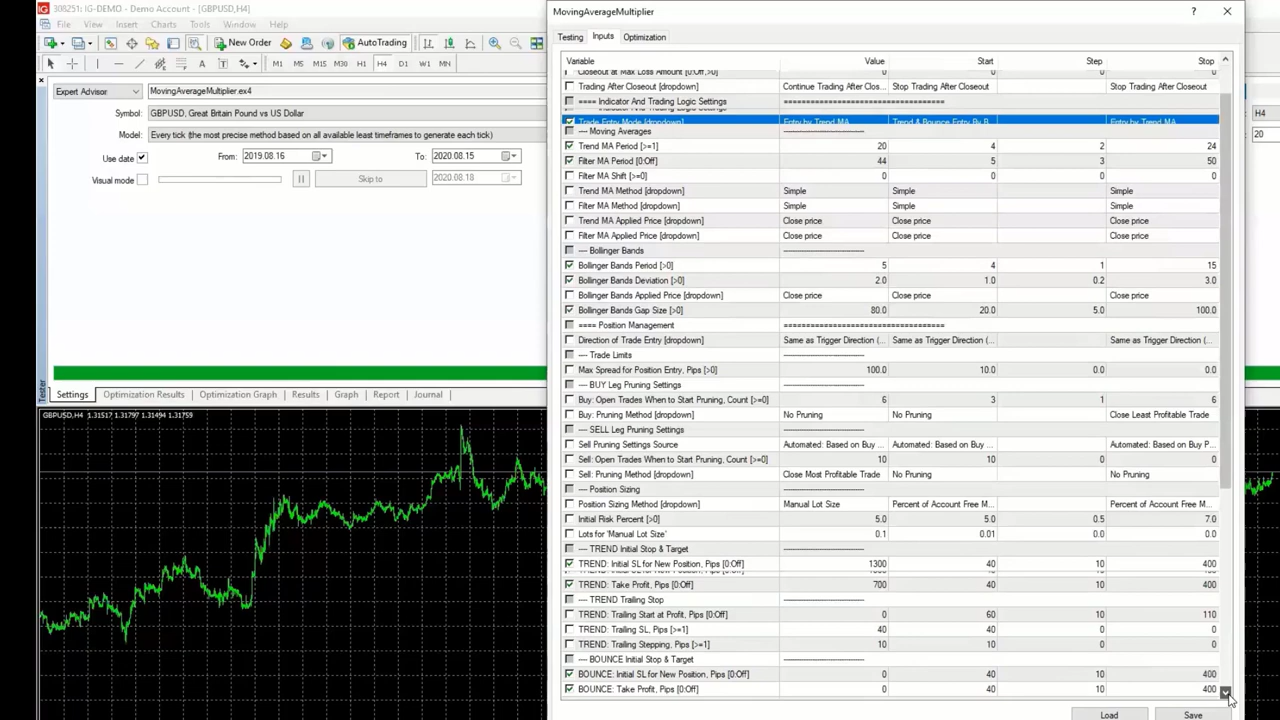 308251: IG-DEMO - Demo Account - [GBPUSD,H4]
File View Insert Charts Tools Window Help
New Order AutoTrading
M1 M5 M15 M30 H1 H4 D1 W1 MN
Expert Advisor MovingAverageMultiplier.ex4
Symbol: GBPUSD, Great Britain Pound vs US Dollar
Model: Every tick (the most precise method based on all available least timeframes to generate each tick)
Use date From: 2019.08.16 To: 2020.08.15
Visual mode Skip to 2020.08.18
Tester
Settings Optimization Results Optimization Graph Results Graph Report Journal
GBPUSD,H4 1.31517 1.31797 1.31494 1.31759
H4
20
MovingAverageMultiplier ?
Testing Inputs Optimization
Variable Value Start Step Stop
Closeout at Max Loss Amount [0:Off,>0] 0 0 0 0
Trading After Closeout [dropdown] Continue Trading After Clos... Stop Trading After Closeout Stop Trading After Closeout
==== Indicator And Trading Logic Settings ====================================
Trade Entry Mode [dropdown] Entry by Trend MA Trend & Bounce Entry By B... Entry by Trend MA
---- Moving Averages ------------------------------
Trend MA Period [>=1] 20 4 2 24
Filter MA Period [0:Off] 44 5 3 50
Filter MA Shift [>=0] 0 0 0 0
Trend MA Method [dropdown] Simple Simple Simple
Filter MA Method [dropdown] Simple Simple Simple
Trend MA Applied Price [dropdown] Close price Close price Close price
Filter MA Applied Price [dropdown] Close price Close price Close price
---- Bollinger Bands ------------------------------
Bollinger Bands Period [>0] 5 4 1 15
Bollinger Bands Deviation [>0] 2.0 1.0 0.2 3.0
Bollinger Bands Applied Price [dropdown] Close price Close price Close price
Bollinger Bands Gap Size [>0] 80.0 20.0 5.0 100.0
==== Position Management ====================================
Direction of Trade Entry [dropdown] Same as Trigger Direction (... Same as Trigger Direction (... Same as Trigger Direction (...
---- Trade Limits ------------------------------
Max Spread for Position Entry, Pips [>0] 100.0 10.0 0.0 0.0
---- BUY Leg Pruning Settings ------------------------------
Buy: Open Trades When to Start Pruning, Count [>=0] 6 3 1 6
Buy: Pruning Method [dropdown] No Pruning No Pruning Close Least Profitable Trade
---- SELL Leg Pruning Settings ------------------------------
Sell Pruning Settings Source Automated: Based on Buy ... Automated: Based on Buy ... Automated: Based on Buy P...
Sell: Open Trades When to Start Pruning, Count [>=0] 10 10 0 0
Sell: Pruning Method [dropdown] Close Most Profitable Trade No Pruning No Pruning
---- Position Sizing ------------------------------
Position Sizing Method [dropdown] Manual Lot Size Percent of Account Free M... Percent of Account Free M...
Initial Risk Percent [>0] 5.0 5.0 0.5 7.0
Lots for 'Manual Lot Size' 0.1 0.01 0.0 0.0
---- TREND Initial Stop & Target ------------------------------
TREND: Initial SL for New Position, Pips [0:Off] 1300 40 10 400
TREND: Take Profit, Pips [0:Off] 700 40 10 400
---- TREND Trailing Stop ------------------------------
TREND: Trailing Start at Profit, Pips [0:Off] 0 60 10 110
TREND: Trailing SL, Pips [>=1] 40 40 0 0
TREND: Trailing Stepping, Pips [>=1] 10 10 0 0
---- BOUNCE Initial Stop & Target ------------------------------
BOUNCE: Initial SL for New Position, Pips [0:Off] 0 40 10 400
BOUNCE: Take Profit, Pips [0:Off] 0 40 10 400
Load Save